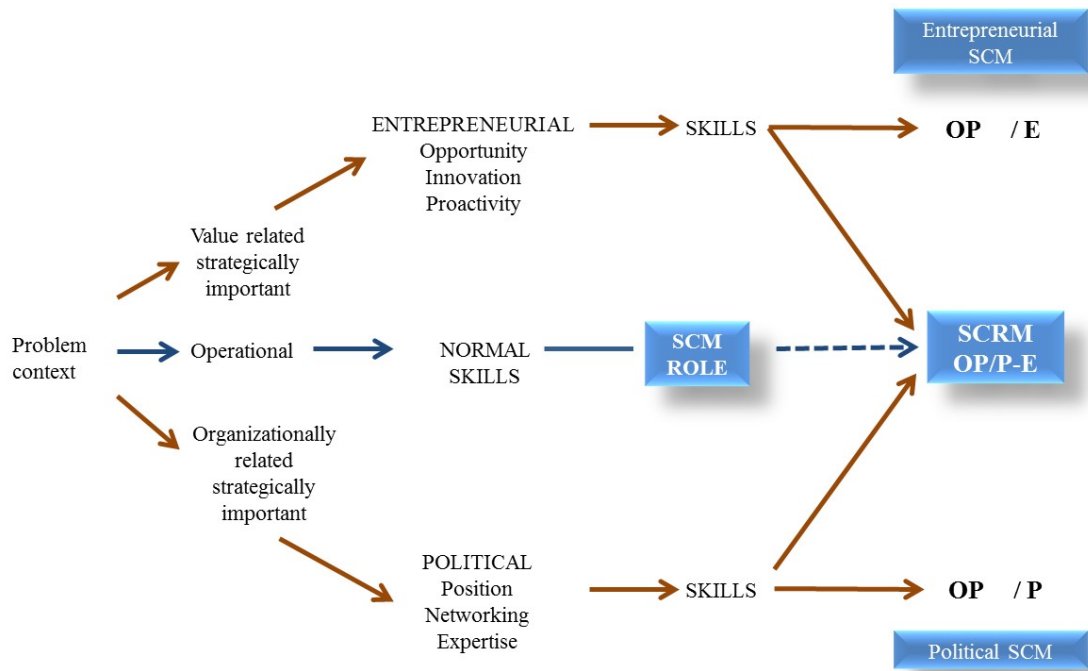 Entrepreneurial
SCM
ENTREPRENEURIAL
Opportunity
Innovation
Proactivity
SKILLS
OP / E
Value related
strategically
important
Problem
context
Operational
NORMAL
SKILLS
SCM
ROLE
SCRM
OP/P-E
Organizationally
related
strategically
important
POLITICAL
Position
Networking
Expertise
SKILLS
OP / P
Political SCM